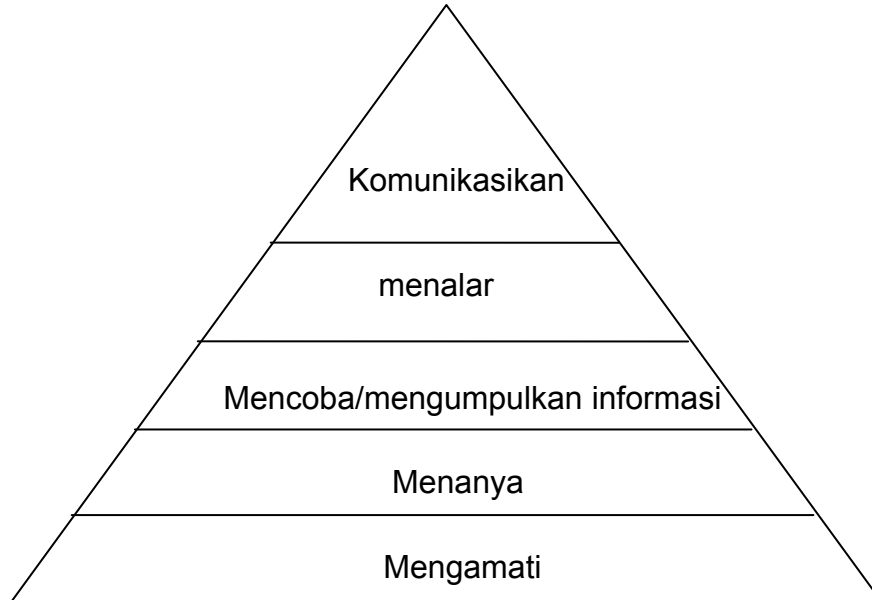 Komunikasikan
menalar
Mencoba/mengumpulkan informasi
Menanya
Mengamati